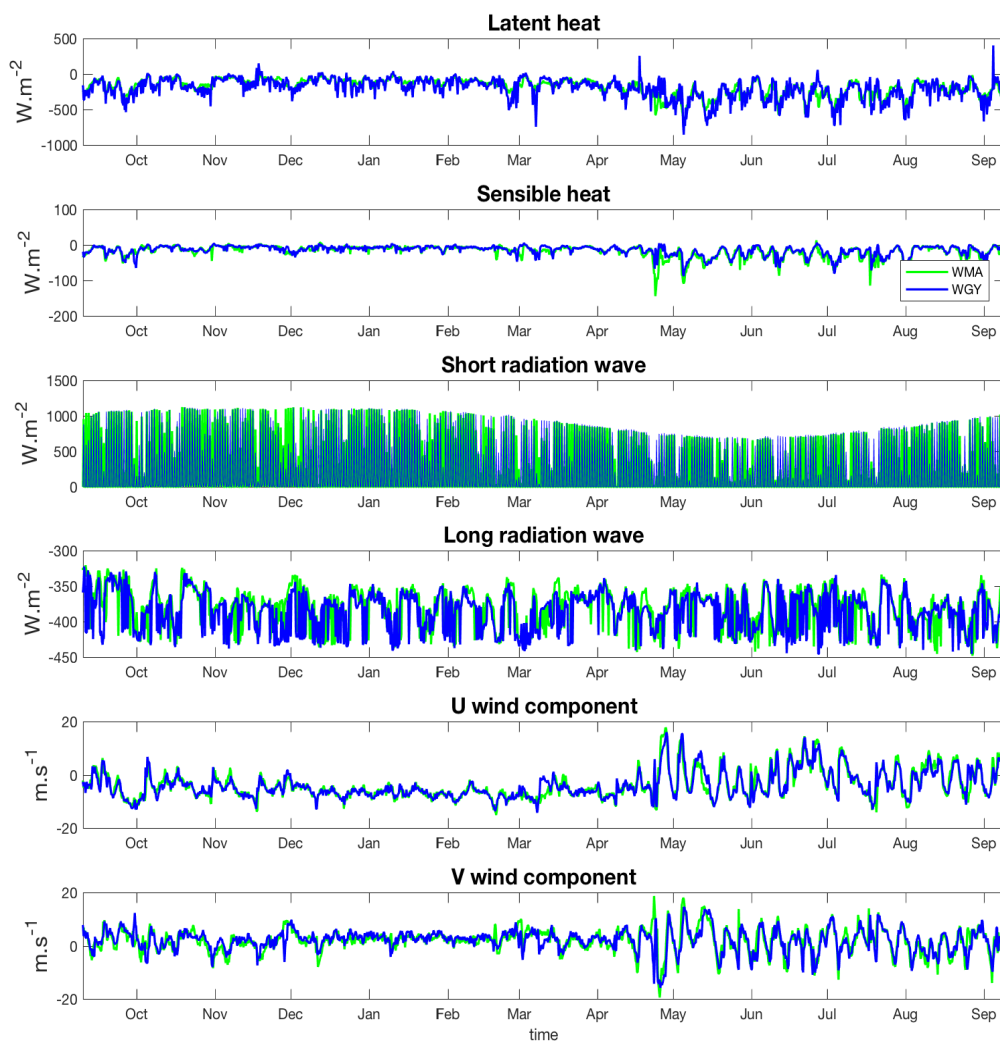 Latent heat
500
0
-500
-1000
W.m-2
Oct Nov Dec Jan Feb Mar Apr May Jun Jul Aug Sep
Sensible heat
100
0
-100
-200
W.m-2
WMA
WGY
Oct Nov Dec Jan Feb Mar Apr May Jun Jul Aug Sep
Short radiation wave
1500
1000
500
0
W.m-2
Oct Nov Dec Jan Feb Mar Apr May Jun Jul Aug Sep
Long radiation wave
-300
-350
-400
-450
W.m-2
Oct Nov Dec Jan Feb Mar Apr May Jun Jul Aug Sep
U wind component
20
0
-20
m.s-1
Oct Nov Dec Jan Feb Mar Apr May Jun Jul Aug Sep
V wind component
20
0
-20
m.s-1
Oct Nov Dec Jan Feb Mar Apr May Jun Jul Aug Sep
time